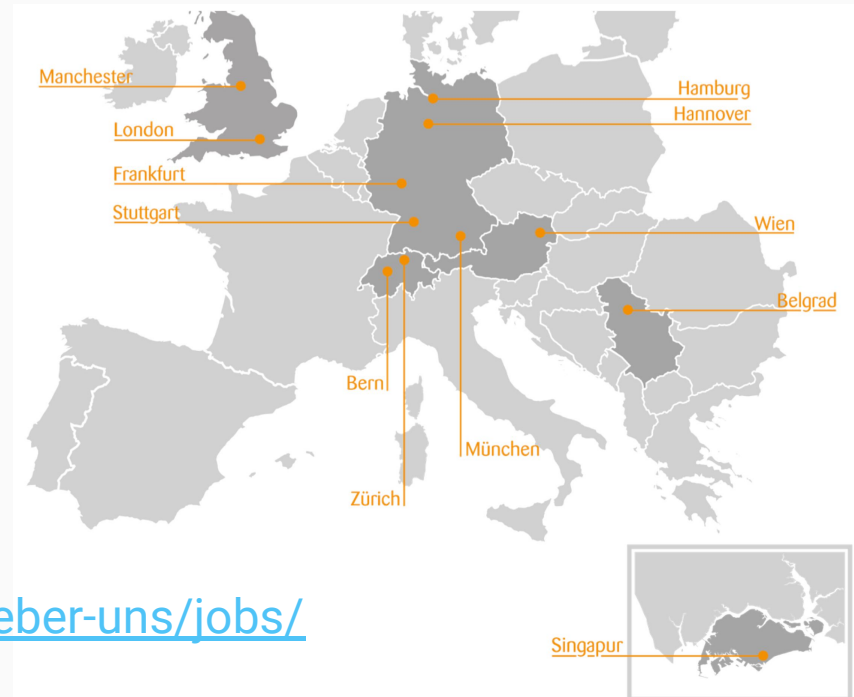 Manchester
Hamburg
Hannover
London
Frankfurt
Stuttgart
Wien
Belgrad
Bern
München
Zürich
eber-uns/jobs/
Singapur